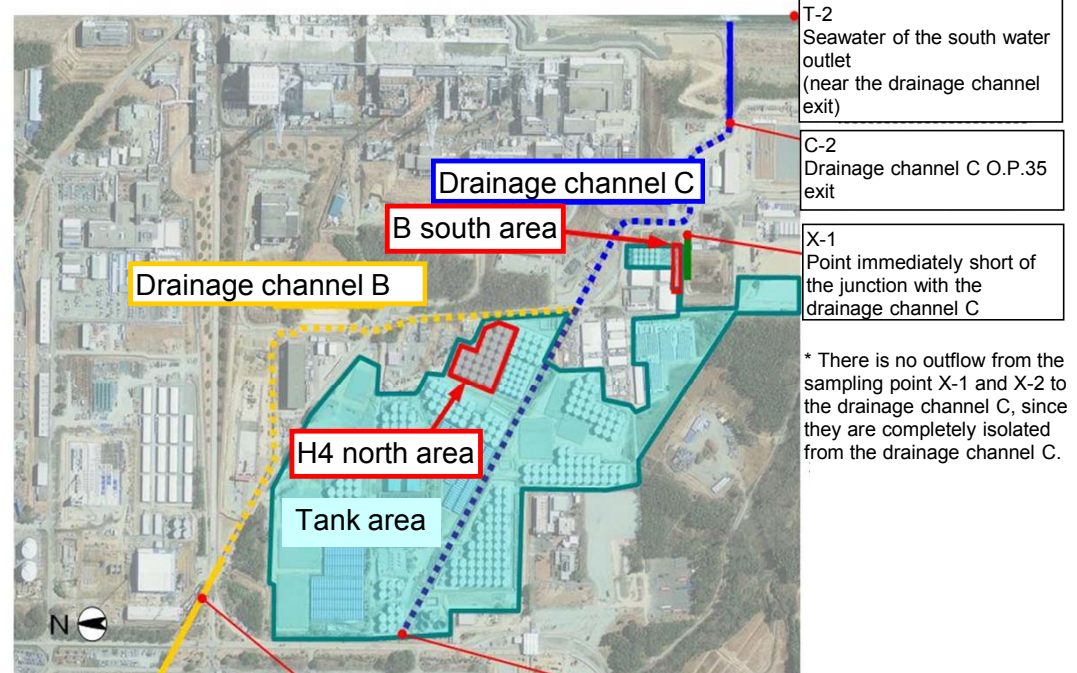 T-2
Seawater of the south water
outlet
(near the drainage channel
exit)
C-2
Drainage channel C O.P.35
exit
Drainage channel C
B south area
X-1
Point immediately short of
the junction with the
drainage channel C
Drainage channel B
* There is no outflow from the
sampling point X-1 and X-2 to
the drainage channel C, since
they are completely isolated
from the drainage channel C.
H4 north area
Tank area
N